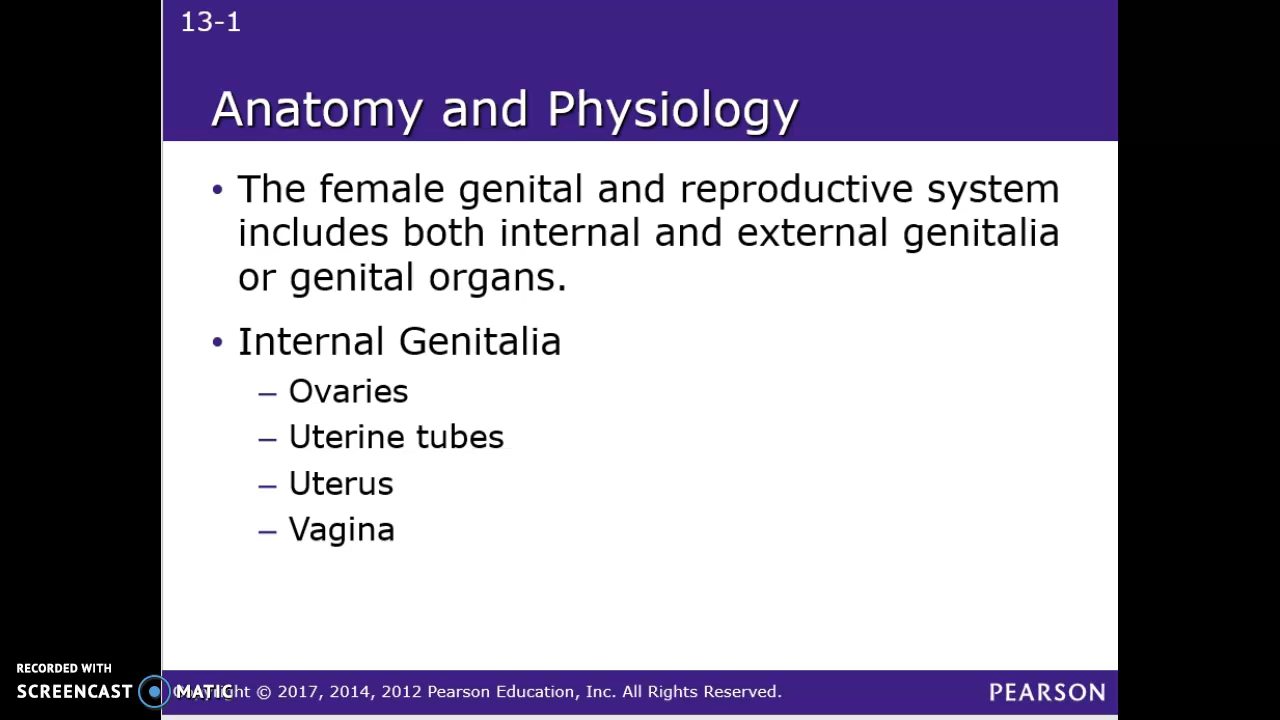 13-1
Anatomy and Physiology
• The female genital and reproductive system
includes both internal and external genitalia
or genital organs.
• Internal Genitalia
– Ovaries
– Uterine tubes
– Uterus
– Vagina
RECORDED WITH
SCREENCAST MATIC
© 2017, 2014, 2012 Pearson Education, Inc. All Rights Reserved.
PEARSON